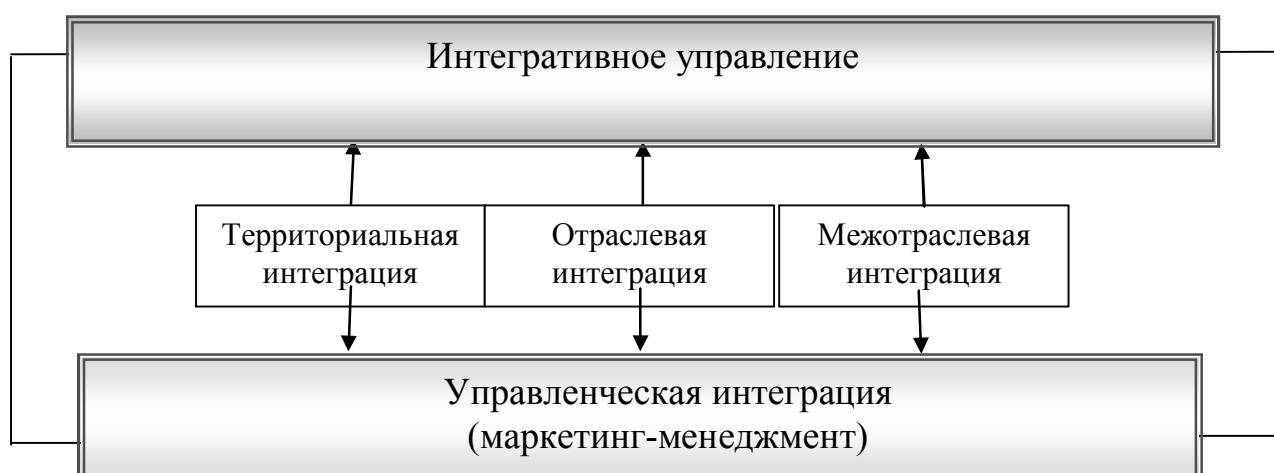 Интегративное управление
Территориальная
интеграция
Отраслевая
интеграция
Межотраслевая
интеграция
Управленческая интеграция
(маркетинг-менеджмент)